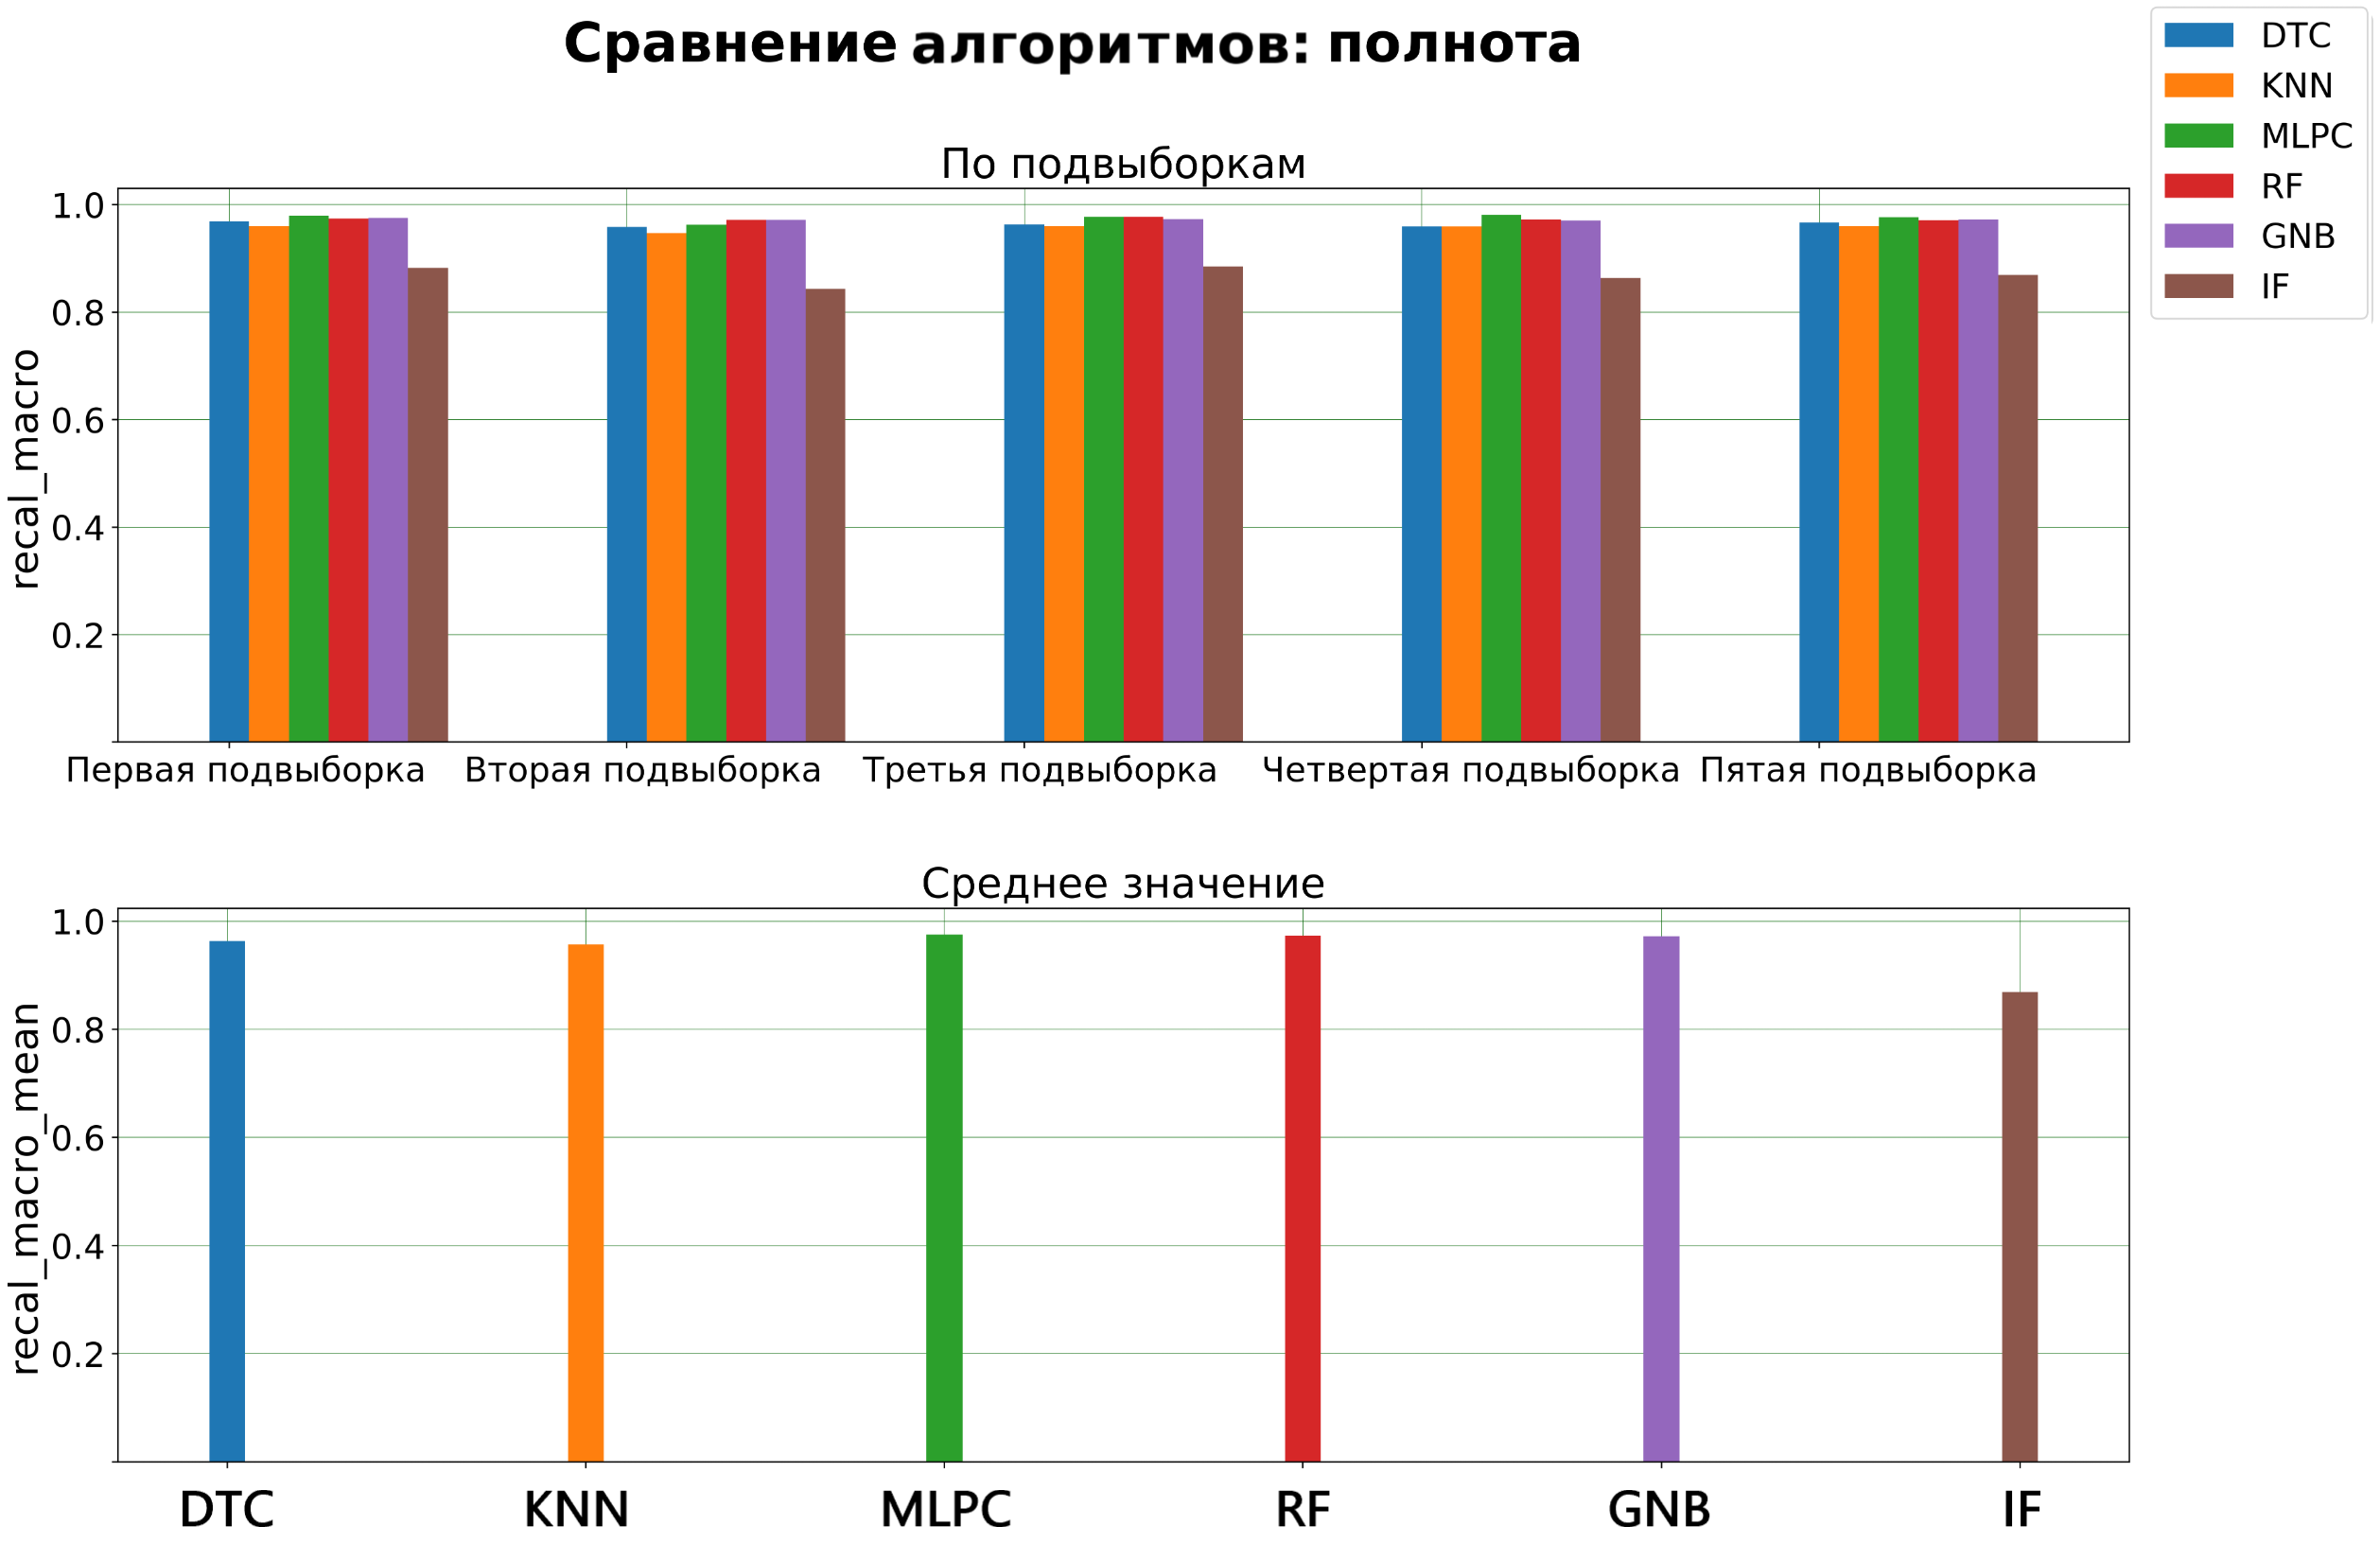 Сравнение алгоритмов: полнота
DTC
KNN
MLPC
RF
GNB
IF
По подвыборкам
recal_macro
1.0
0.8
0.6
0.4
0.2
Первая подвыборка Вторая подвыборка Третья подвыборка Четвертая подвыборка Пятая подвыборка
Среднее значение
recal_macro_mean
1.0
0.8
0.6
0.4
0.2
DTC KNN MLPC RF GNB IF